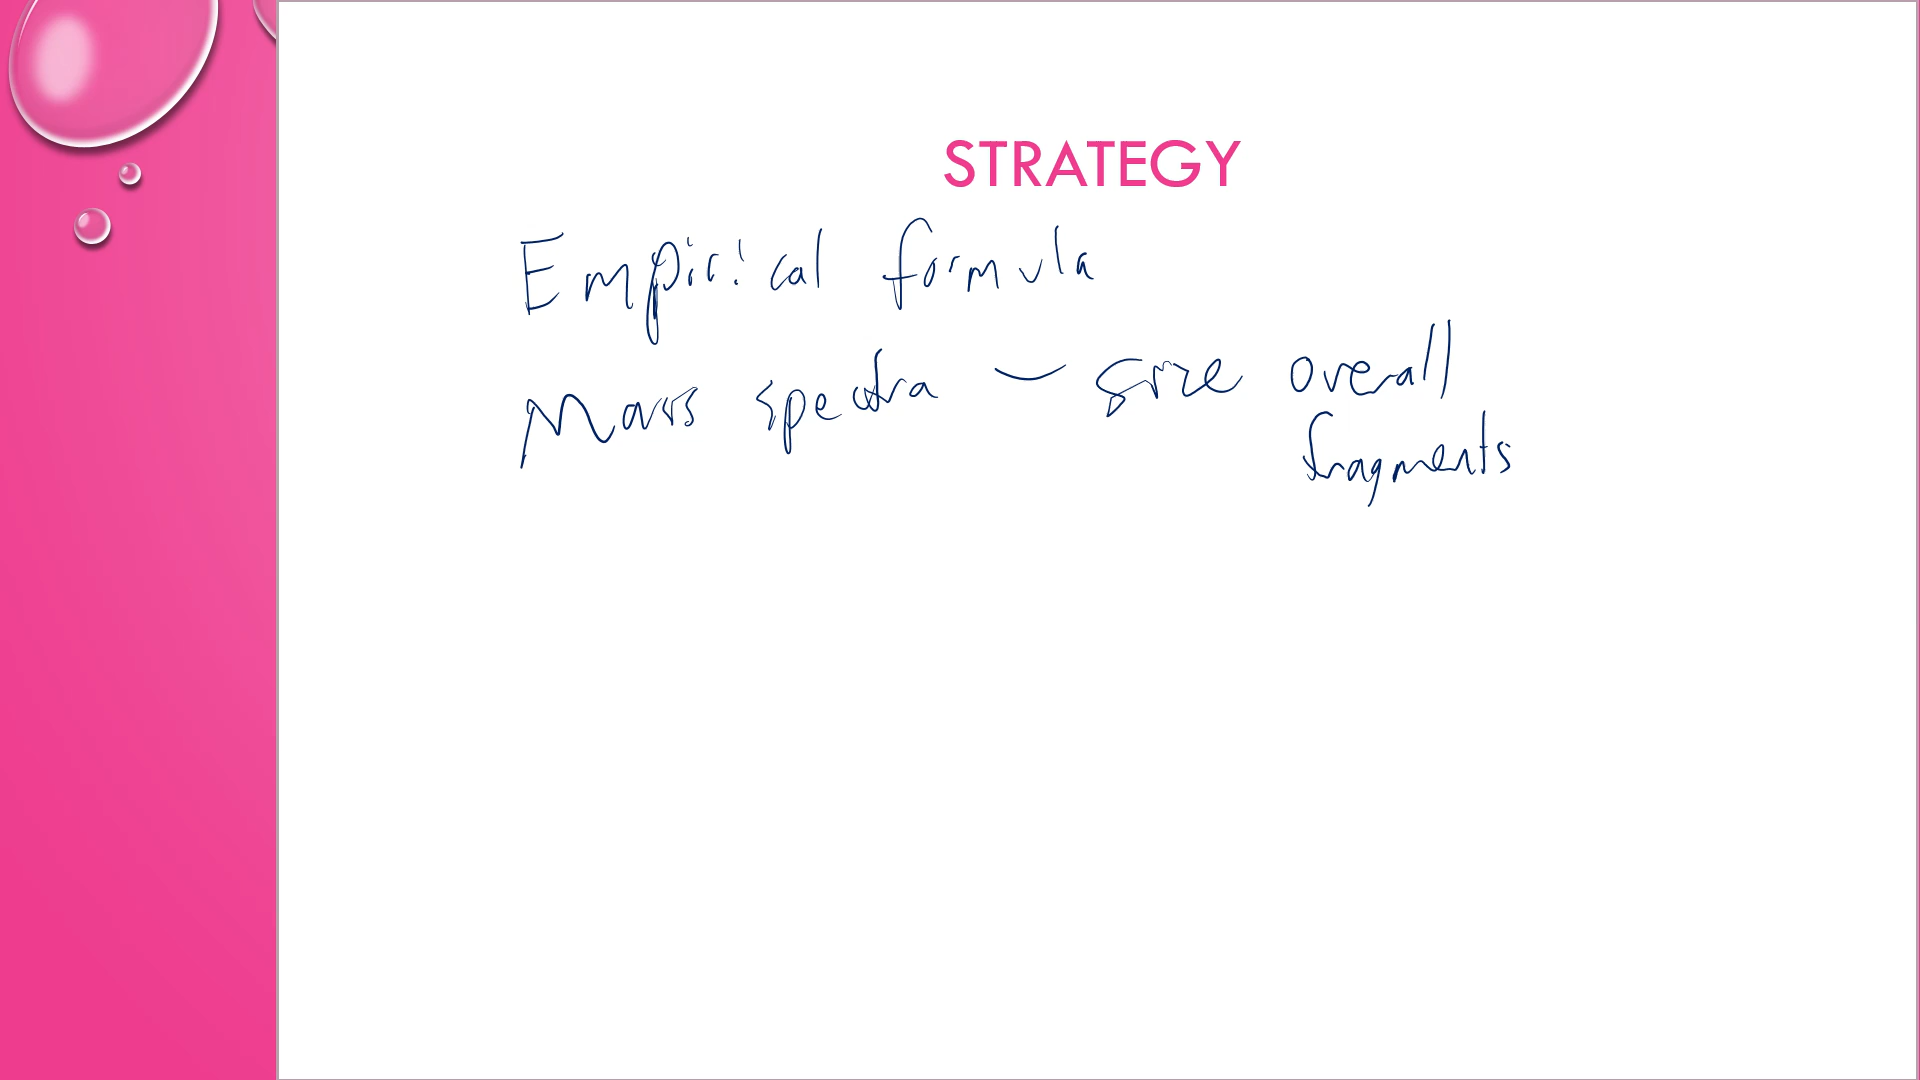 STRATEGY
Empirical formula
Mass spectra - size overall
fragments